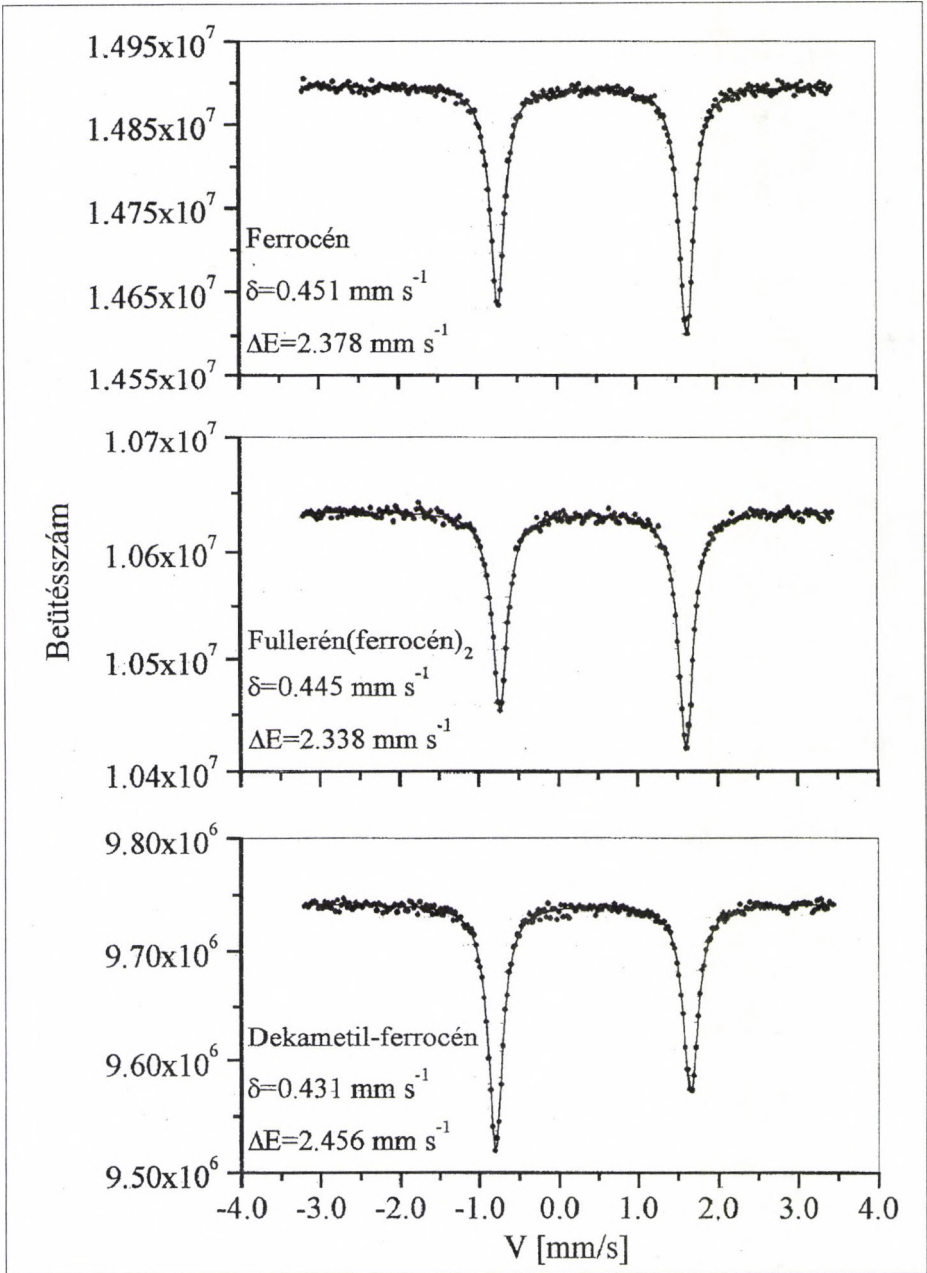 1.495x10^7
1.485x10^7
1.475x10^7
1.465x10^7
1.455x10^7
Ferrocén
δ=0.451 mm s^-1
ΔE=2.378 mm s^-1
1.07x10^7
1.06x10^7
1.05x10^7
1.04x10^7
Fullerén(ferrocén)_2
δ=0.445 mm s^-1
ΔE=2.338 mm s^-1
Beütésszám
9.80x10^6
9.70x10^6
9.60x10^6
9.50x10^6
Dekametil-ferrocén
δ=0.431 mm s^-1
ΔE=2.456 mm s^-1
-4.0 -3.0 -2.0 -1.0 0.0 1.0 2.0 3.0 4.0
V [mm/s]